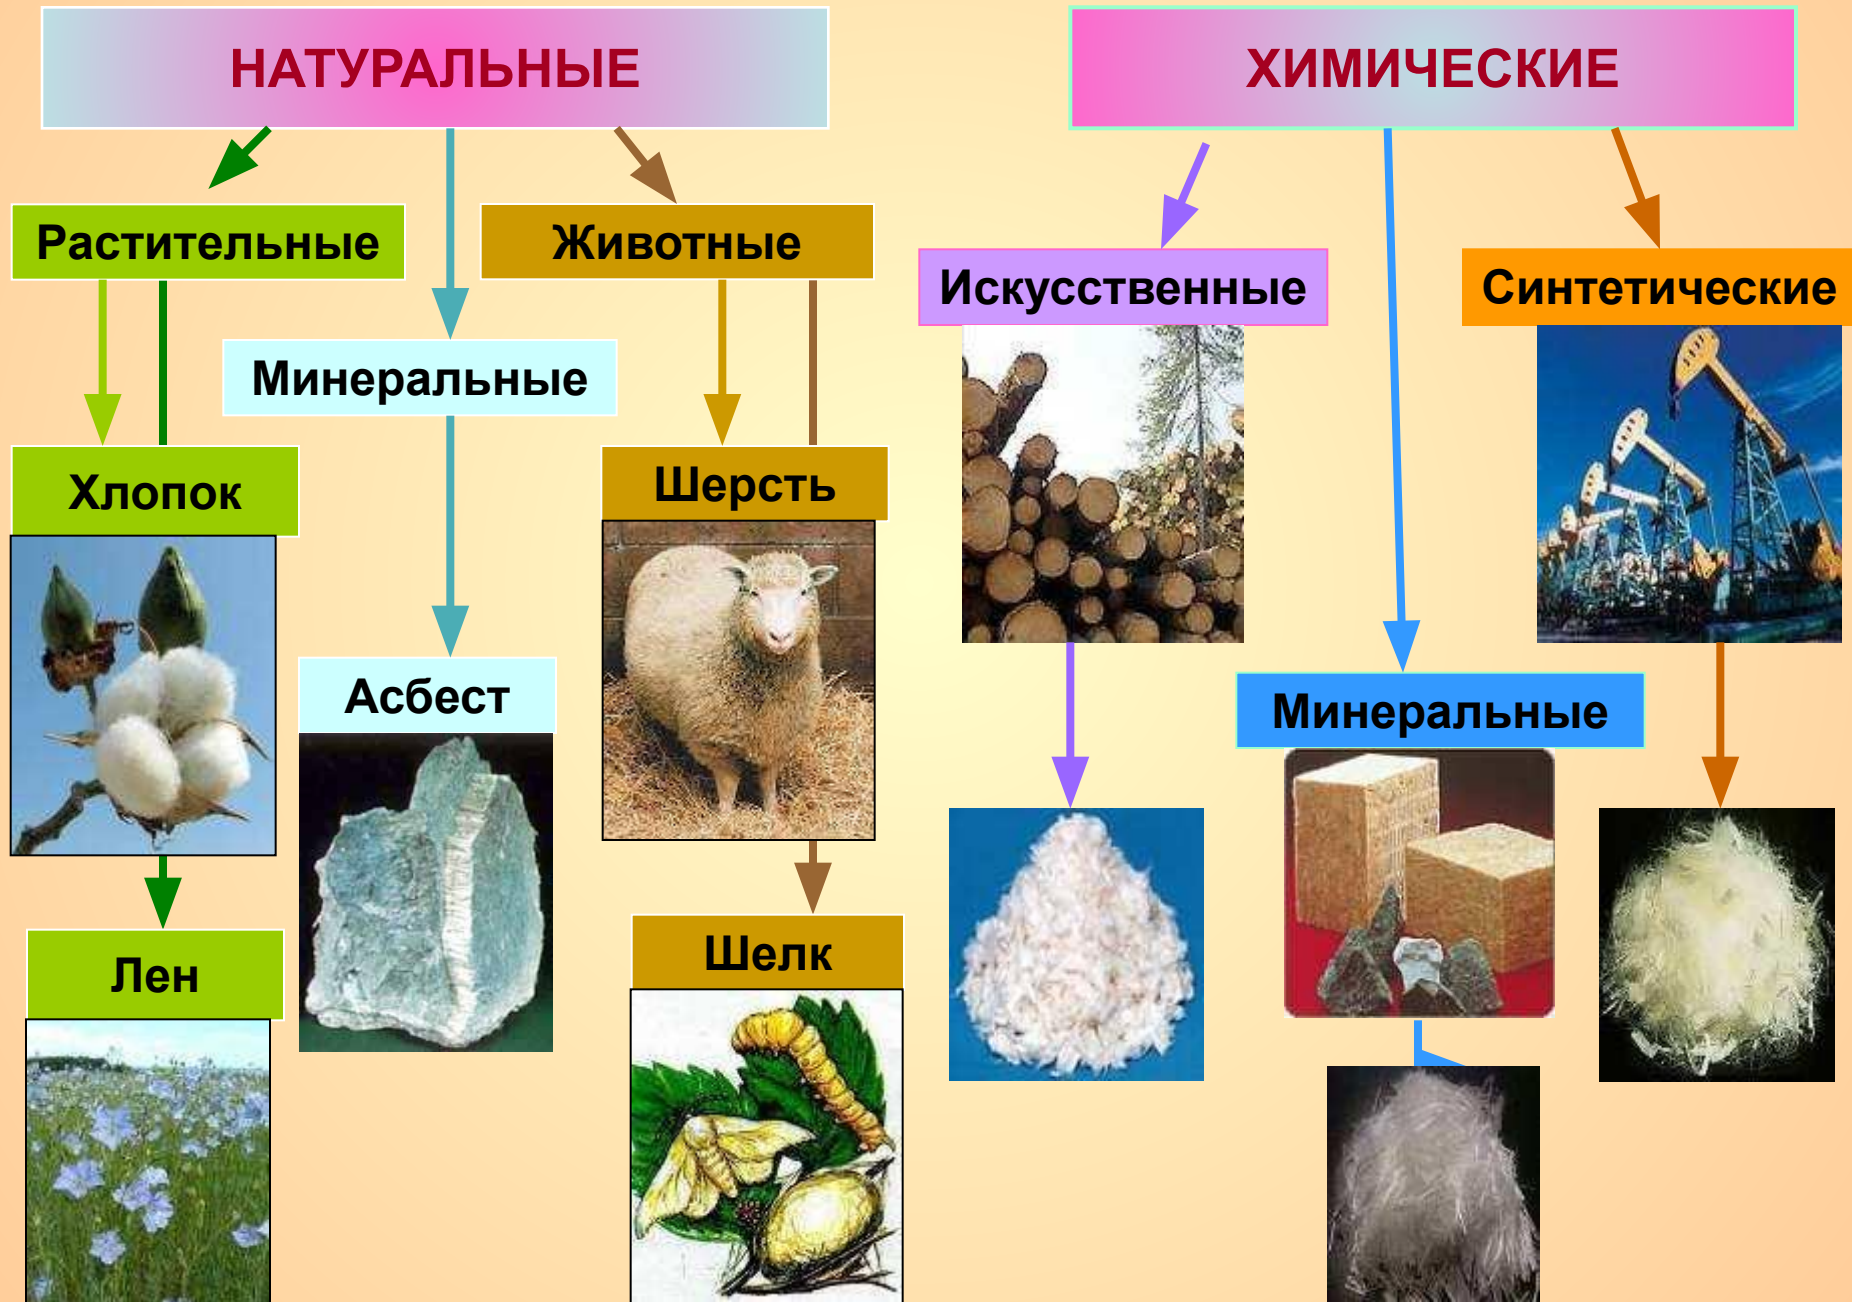 НАТУРАЛЬНЫЕ
ХИМИЧЕСКИЕ
Растительные
Животные
Искусственные
Синтетические
Минеральные
Хлопок
Шерсть
Асбест
Минеральные
Лен
Шелк